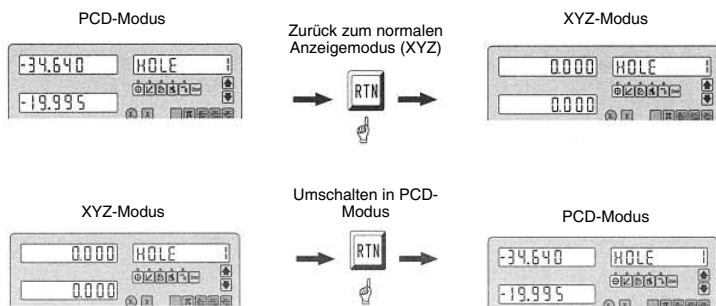 PCD-Modus
Zurück zum normalen
Anzeigemodus (XYZ)
XYZ-Modus
-34.640
HOLE 1
-19.995
RTN
0.000
HOLE 1
0.000
XYZ-Modus
Umschalten in PCD-
Modus
PCD-Modus
0.000
HOLE 1
0.000
RTN
-34.640
HOLE 1
-19.995